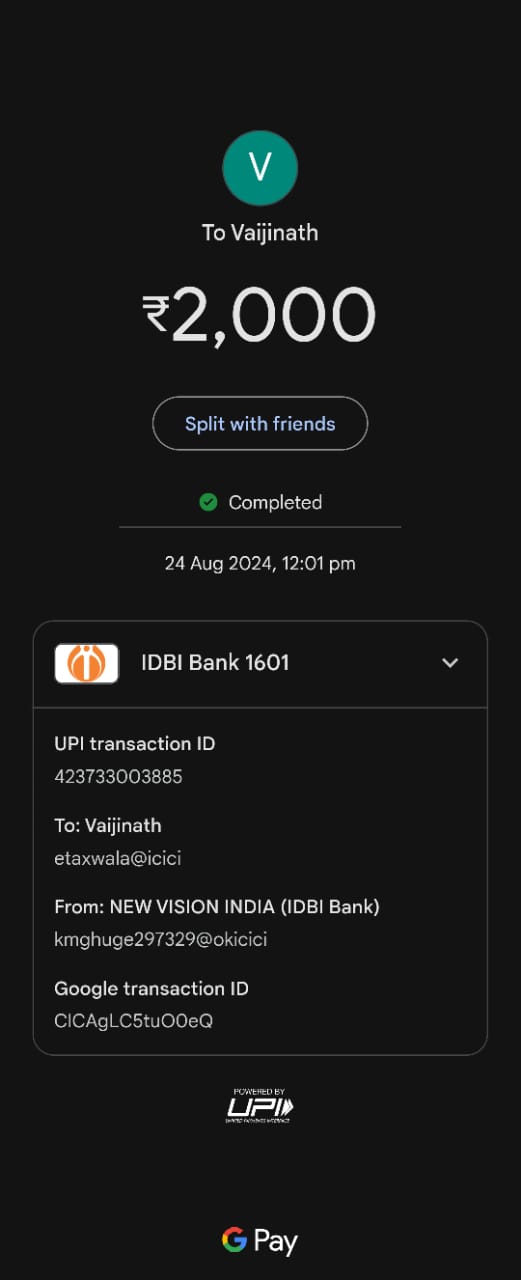 V
To Vaijinath
₹2,000
Split with friends
Completed
24 Aug 2024, 12:01 pm
IDBI Bank 1601
UPI transaction ID
423733003885
To: Vaijinath
etaxwala@icici
From: NEW VISION INDIA (IDBI Bank)
kmghuge297329@okicici
Google transaction ID
CICAgLC5tuO0eQ
POWERED BY
UPI
UNIFIED PAYMENTS INTERFACE
G Pay